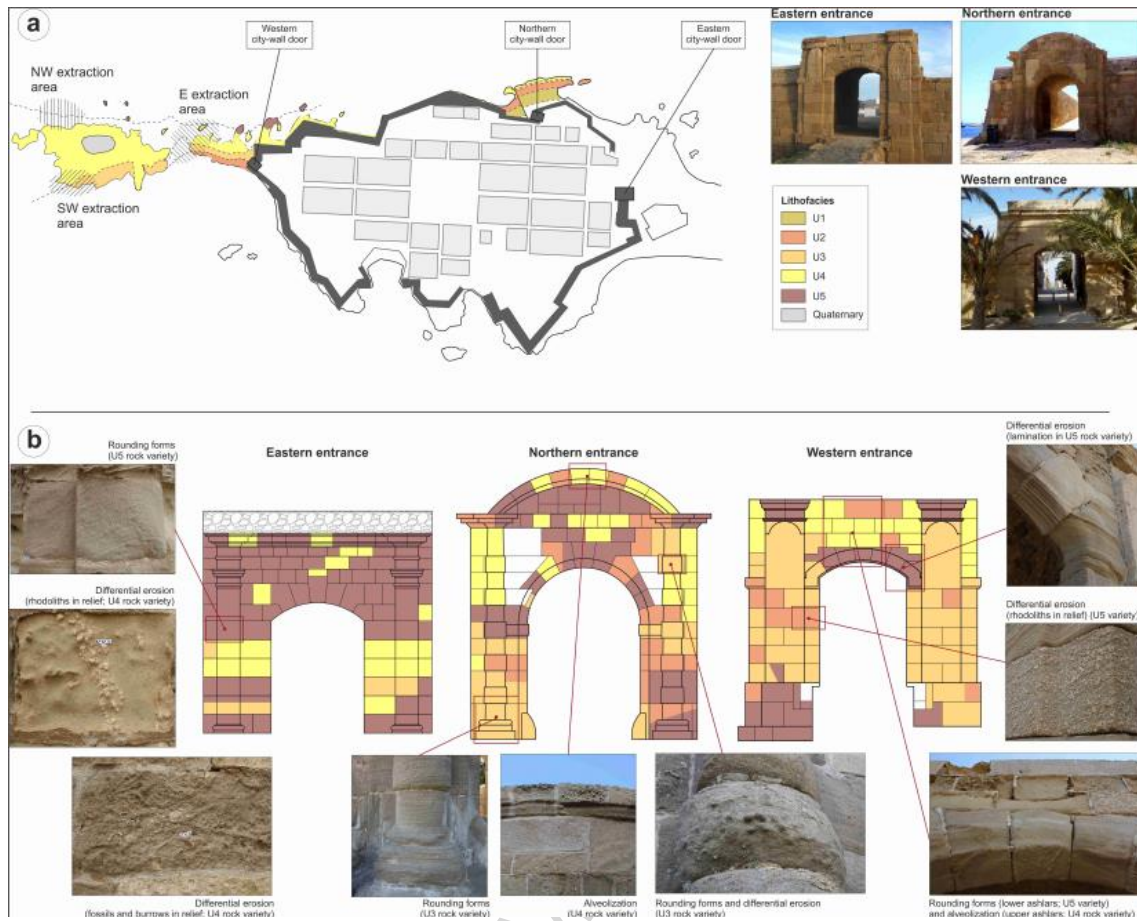 a
Western
city-wall door
Northern
city-wall door
Eastern
city-wall door
NW extraction
area
E extraction
area
SW extraction
area
Eastern entrance
Northern entrance
Western entrance
Lithofacies
U1
U2
U3
U4
U5
Quaternary
b
Rounding forms
(U5 rock variety)
Eastern entrance
Northern entrance
Western entrance
Differential erosion
(lamination in U5 rock variety)
Differential erosion
(rhodoliths in relief; U4 rock variety)
Differential erosion
(rhodoliths in relief) (U5 variety)
Differential erosion
(fossils and burrows in relief; U4 rock variety)
Rounding forms
(U3 rock variety)
Alveolization
(U4 rock variety)
Rounding forms and differential erosion
(U3 rock variety)
Rounding forms (lower ashlars; U5 variety)
and alveolization (upper ashlars; U4 rock variety)